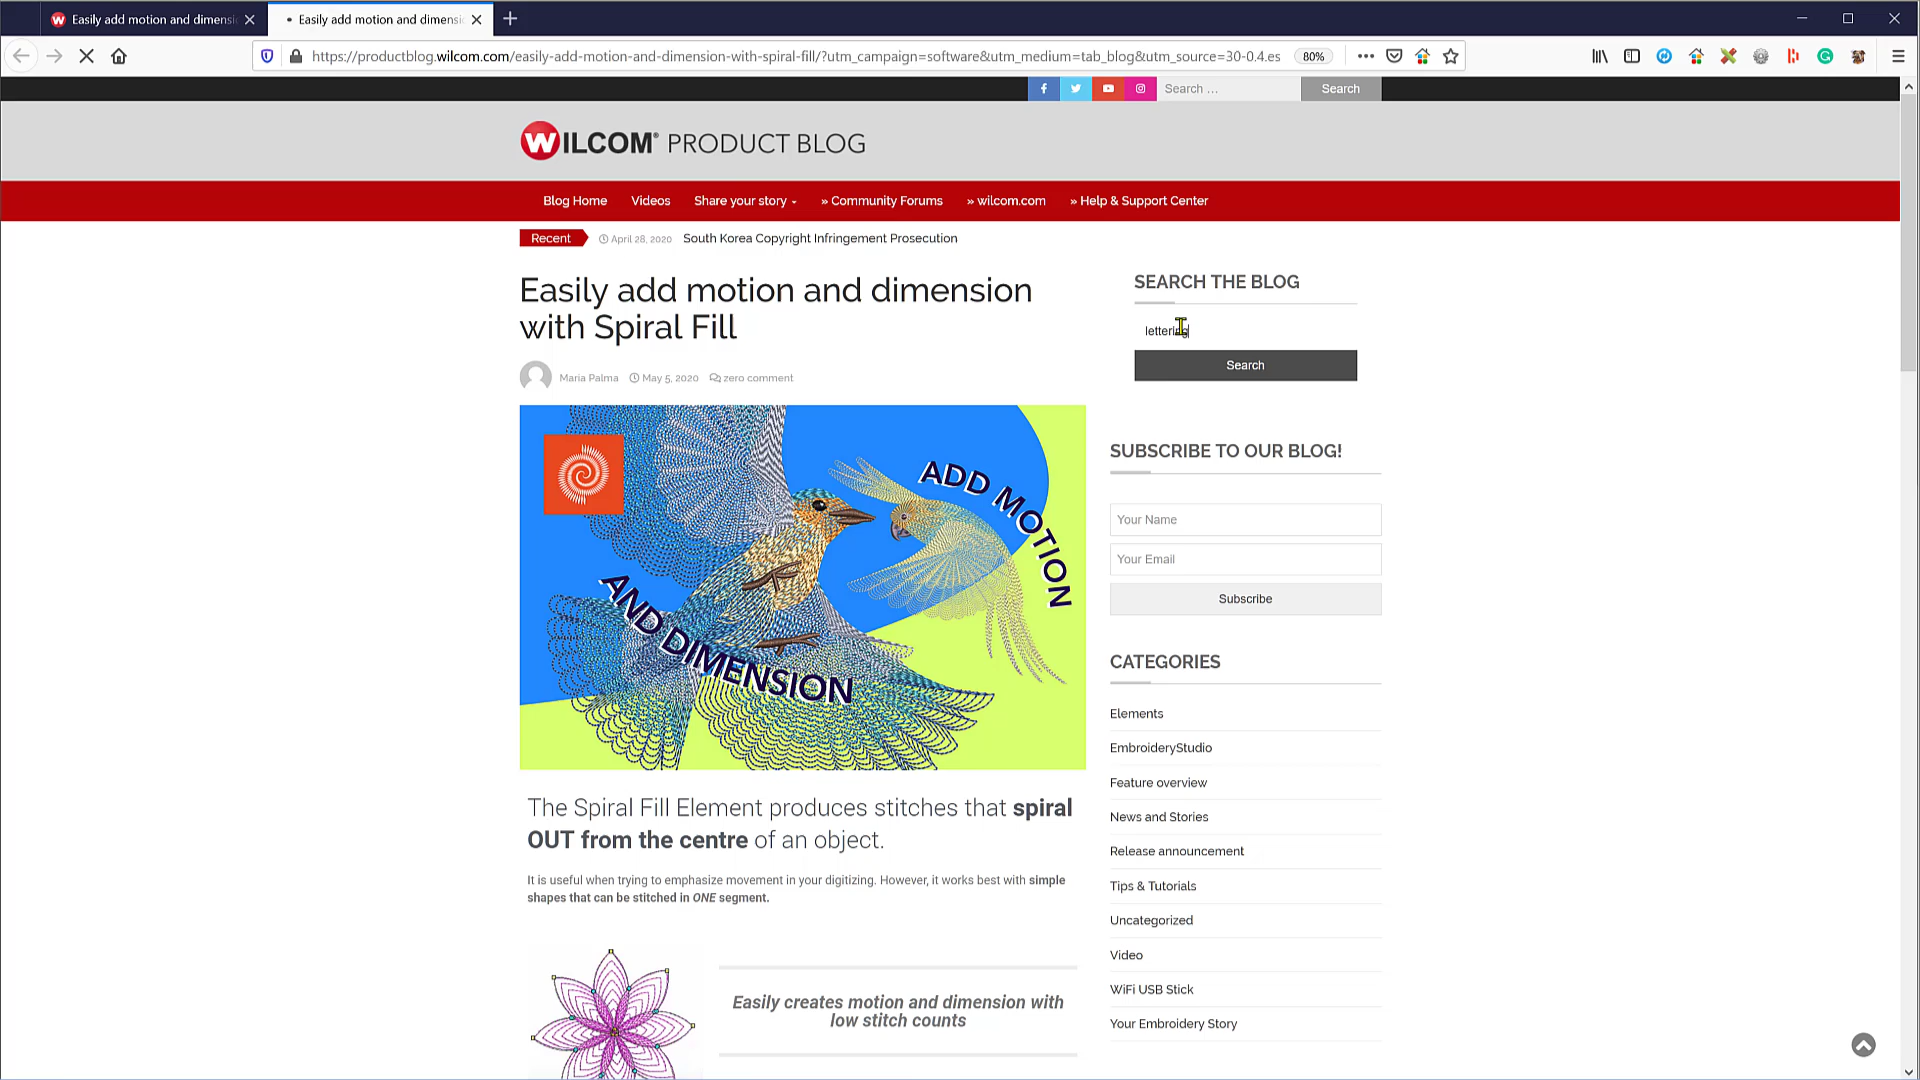 Easily add motion and dimensi
Easily add motion and dimensi
https://productblog.wilcom.com/easily-add-motion-and-dimension-with-spiral-fill/?utm_campaign=software&utm_medium=tab_blog&utm_source=30-0.4.es
80%
Search ...
Search
WILCOM® PRODUCT BLOG
Blog Home
Videos
Share your story
» Community Forums
» wilcom.com
» Help & Support Center
Recent
April 28, 2020
South Korea Copyright Infringement Prosecution
Easily add motion and dimension
with Spiral Fill
Maria Palma
May 5, 2020
zero comment
ADD MOTION
AND DIMENSION
The Spiral Fill Element produces stitches that spiral
OUT from the centre of an object.
It is useful when trying to emphasize movement in your digitizing. However, it works best with simple
shapes that can be stitched in ONE segment.
Easily creates motion and dimension with
low stitch counts
SEARCH THE BLOG
lettering
Search
SUBSCRIBE TO OUR BLOG!
Your Name
Your Email
Subscribe
CATEGORIES
Elements
EmbroideryStudio
Feature overview
News and Stories
Release announcement
Tips & Tutorials
Uncategorized
Video
WiFi USB Stick
Your Embroidery Story